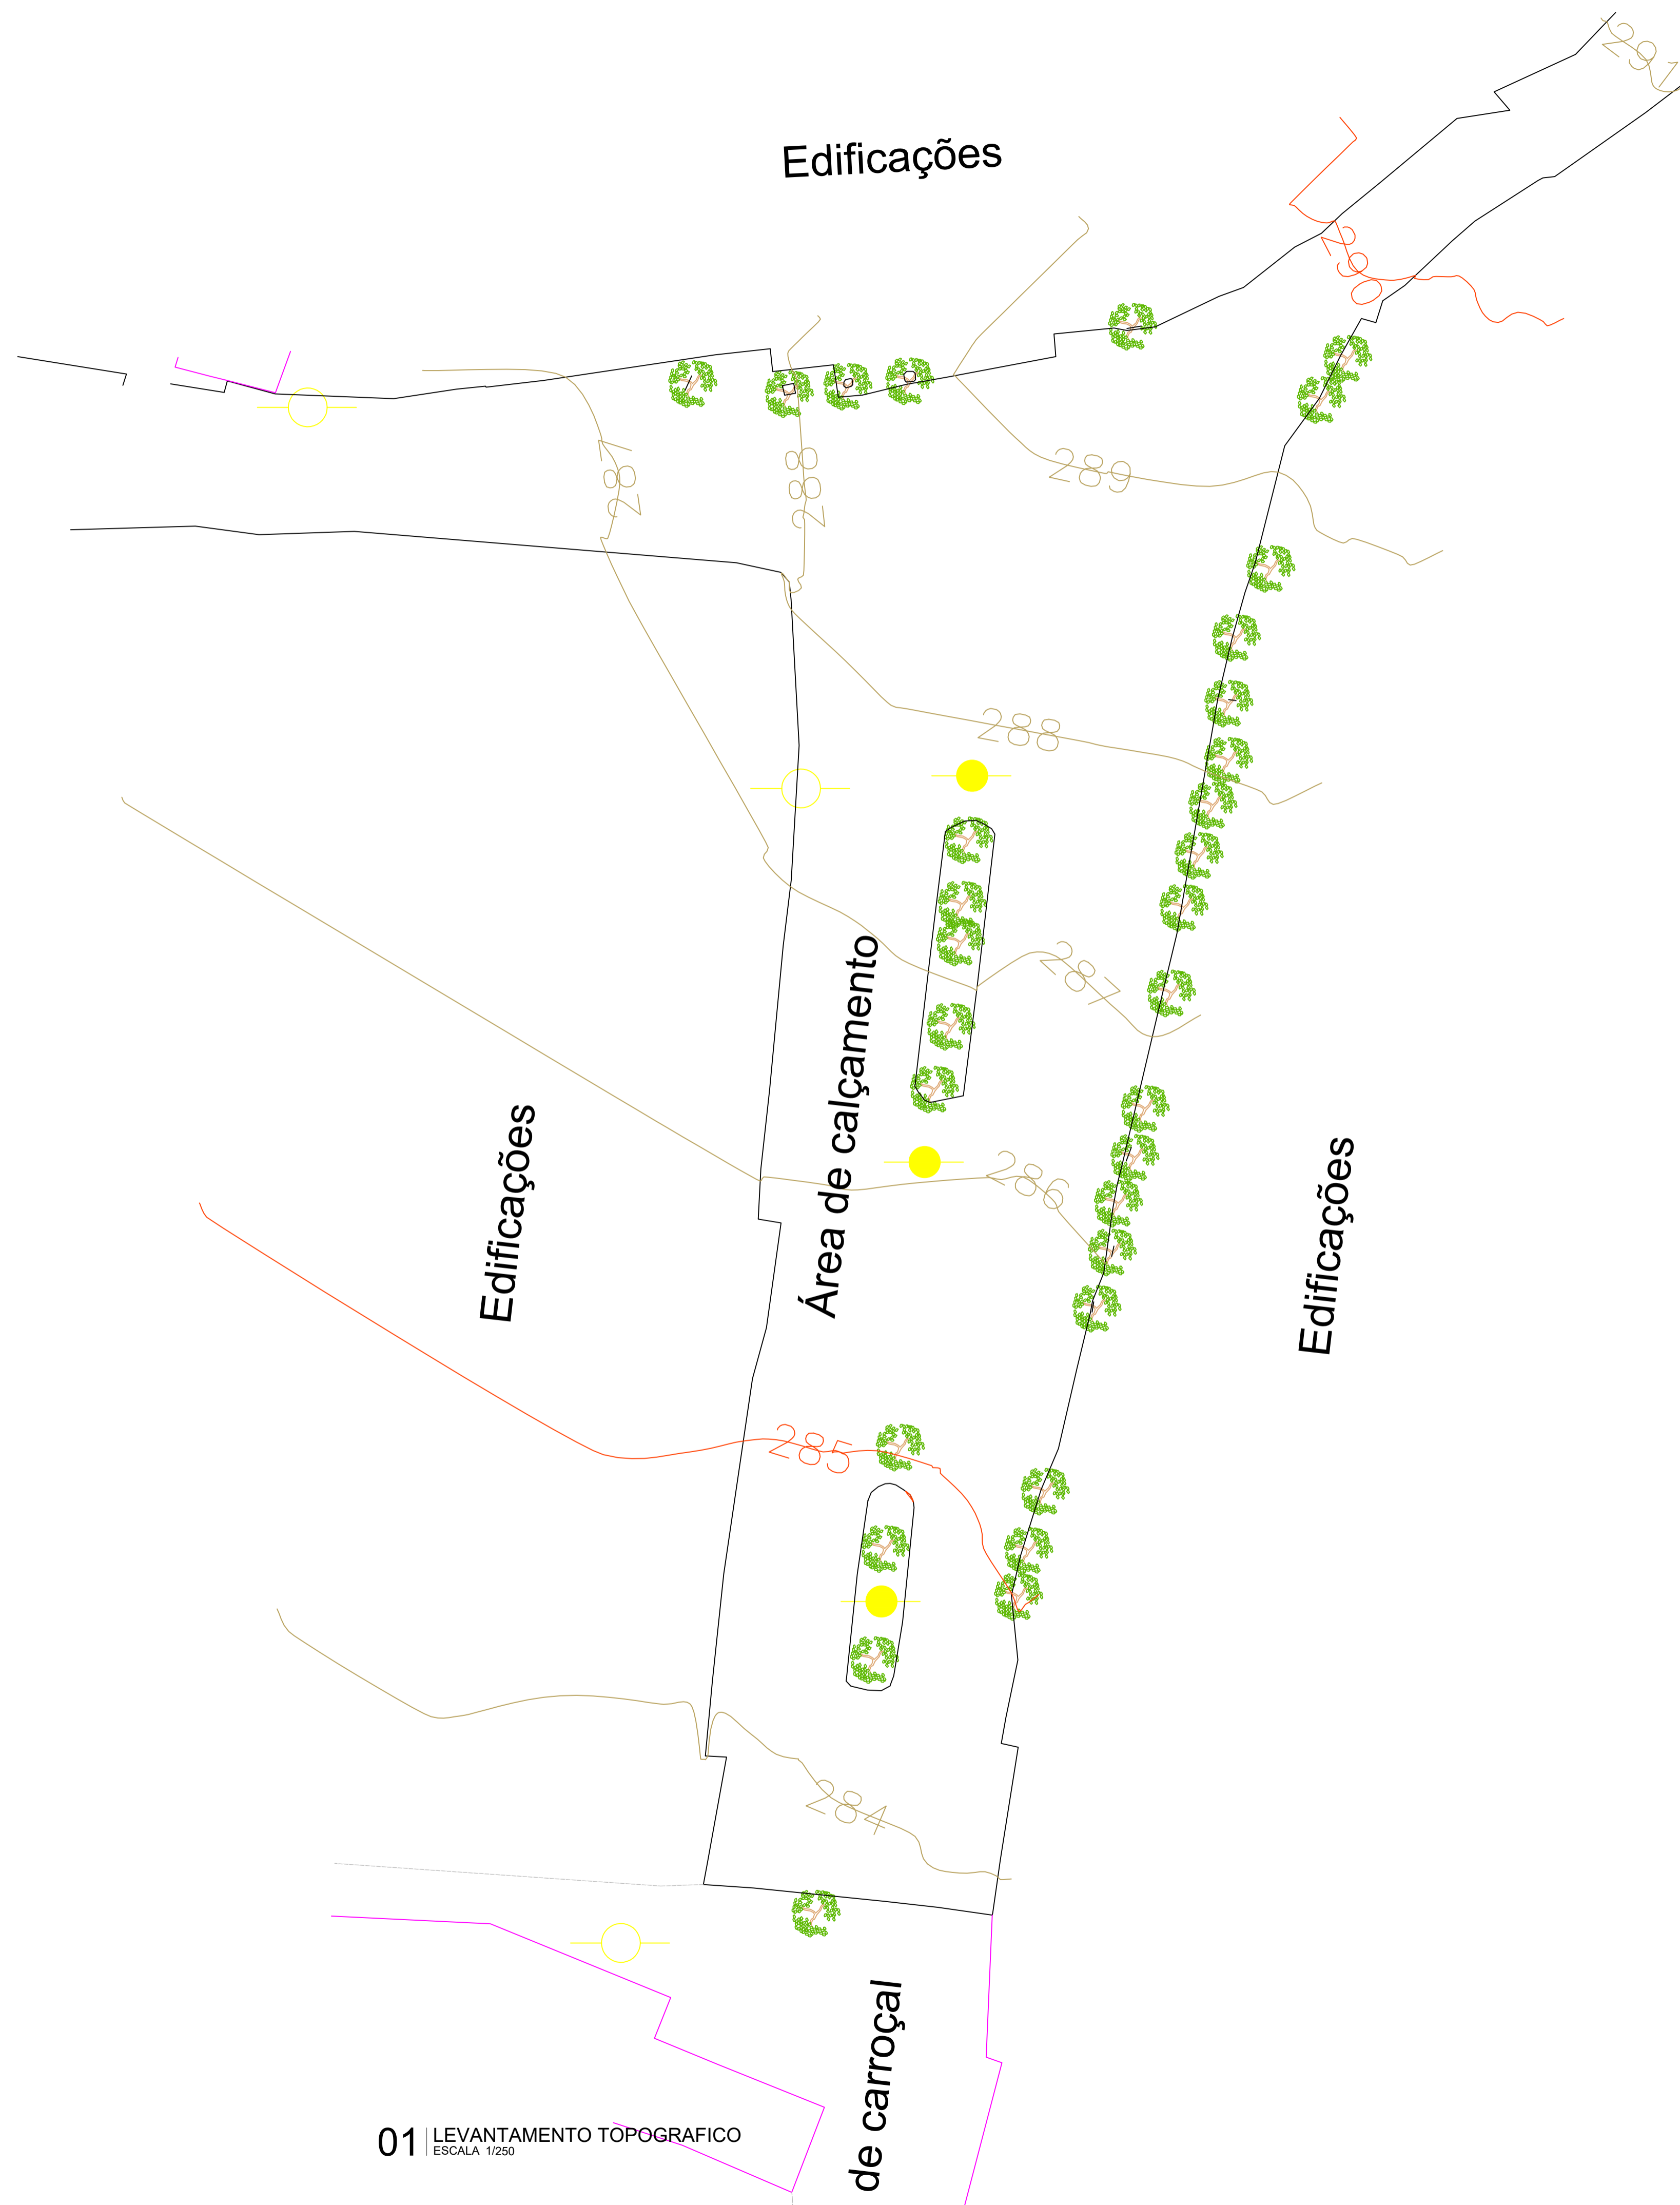 291
Edificações
290
287
288
289
288
Área de calçamento
287
Edificações
Edificações
286
285
284
de carroçal
01
LEVANTAMENTO TOPOGRAFICO
ESCALA 1/250